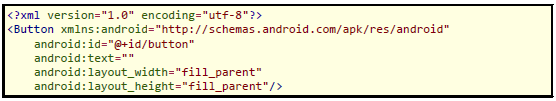 <?xml version="1.0" encoding="utf-8"?>
<Button xmlns:android="http://schemas.android.com/apk/res/android"
    android:id="@+id/button"
    android:text=""
    android:layout_width="fill_parent"
    android:layout_height="fill_parent"/>